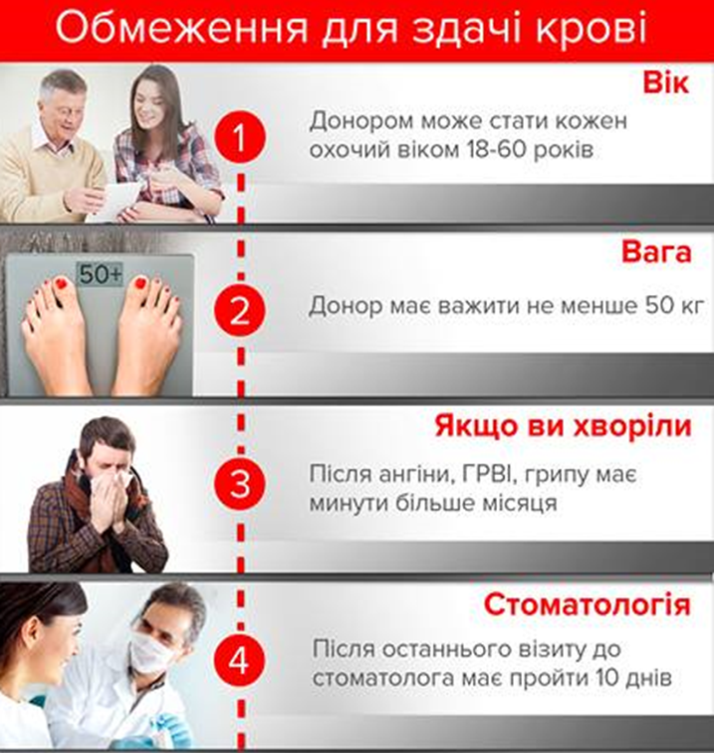 Обмеження для здачі крові
Вік
1
Донором може стати кожен
охочий віком 18-60 років
50+
Вага
2
Донор має важити не менше 50 кг
Якщо ви хворіли
3
Після ангіни, ГРВІ, грипу має
минути більше місяця
Стоматологія
4
Після останнього візиту до
стоматолога має пройти 10 днів